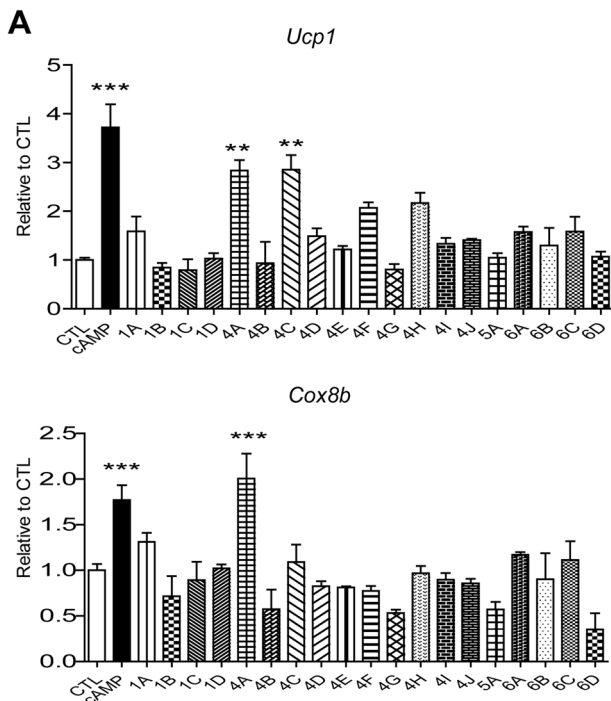 A
Ucp1
Relative to CTL
5
4
3
2
1
0
***
**
**
CTL
cAMP
1A
1B
1C
1D
4A
4B
4C
4D
4E
4F
4G
4H
4I
4J
5A
6A
6B
6C
6D
Cox8b
Relative to CTL
2.5
2.0
1.5
1.0
0.5
0.0
***
***
CTL
cAMP
1A
1B
1C
1D
4A
4B
4C
4D
4E
4F
4G
4H
4I
4J
5A
6A
6B
6C
6D